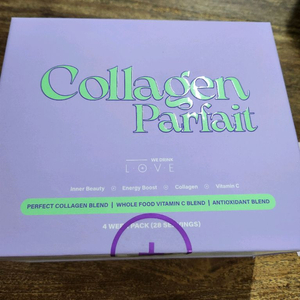 Collagen
Parfait
WE DRINK
LOVE
Inner Beauty Energy Boost Collagen Vitamin C
PERFECT COLLAGEN BLEND | WHOLE FOOD VITAMIN C BLEND | ANTIOXIDANT BLEND
4 WEEK PACK (28 SERVINGS)